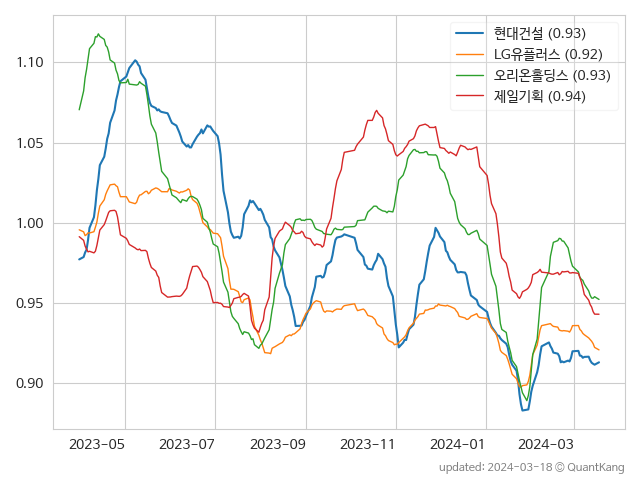 현대건설 (0.93)
LG유플러스 (0.92)
오리온홀딩스 (0.93)
제일기획 (0.94)
1.10
1.05
1.00
0.95
0.90
2023-05 2023-07 2023-09 2023-11 2024-01 2024-03
updated: 2024-03-18 © QuantKang